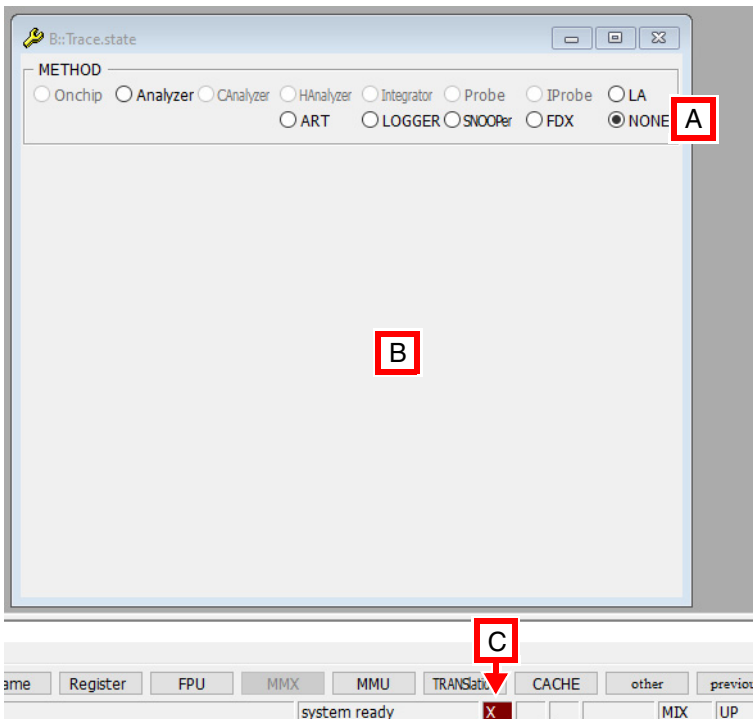 B::Trace.state
METHOD
Onchip Analyzer CAnalyzer HAnalyzer Integrator Probe IProbe LA
ART LOGGER SNOOPer FDX NONE A
B
C
ame Register FPU MMX MMU TRANSlatio CACHE other previou
system ready X MIX UP